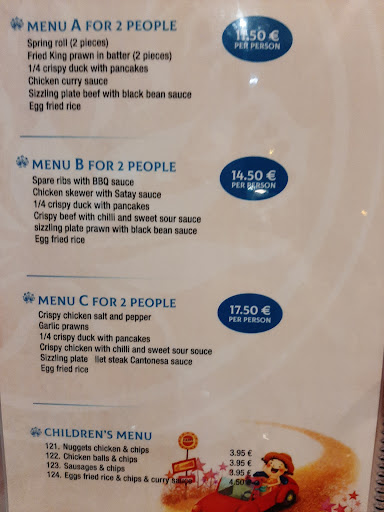 MENU A FOR 2 PEOPLE
11.50 €
PER PERSON
Spring roll (2 pieces)
Fried King prawn in batter (2 pieces)
1/4 crispy duck with pancakes
Chicken curry sauce
Sizzling plate beef with black bean sauce
Egg fried rice
MENU B FOR 2 PEOPLE
14.50 €
PER PERSON
Spare ribs with BBQ sauce
Chicken skewer with Satay sauce
1/4 crispy duck with pancakes
Crispy beef with chilli and sweet sour sauce
sizzling plate prawn with black bean sauce
Egg fried rice
MENU C FOR 2 PEOPLE
17.50 €
PER PERSON
Crispy chicken salt and pepper
Garlic prawns
1/4 crispy duck with pancakes
Crispy chicken with chilli and sweet sour souce
Sizzling plate llet steak Cantonesa sauce
Egg fried rice
CHILDREN'S MENU
121. Nuggets chicken & chips 3.95 €
122. Chicken balls & chips 3.95 €
123. Sausages & chips 3.95 €
124. Eggs fried rice & chips & curry sauce 4.50 €